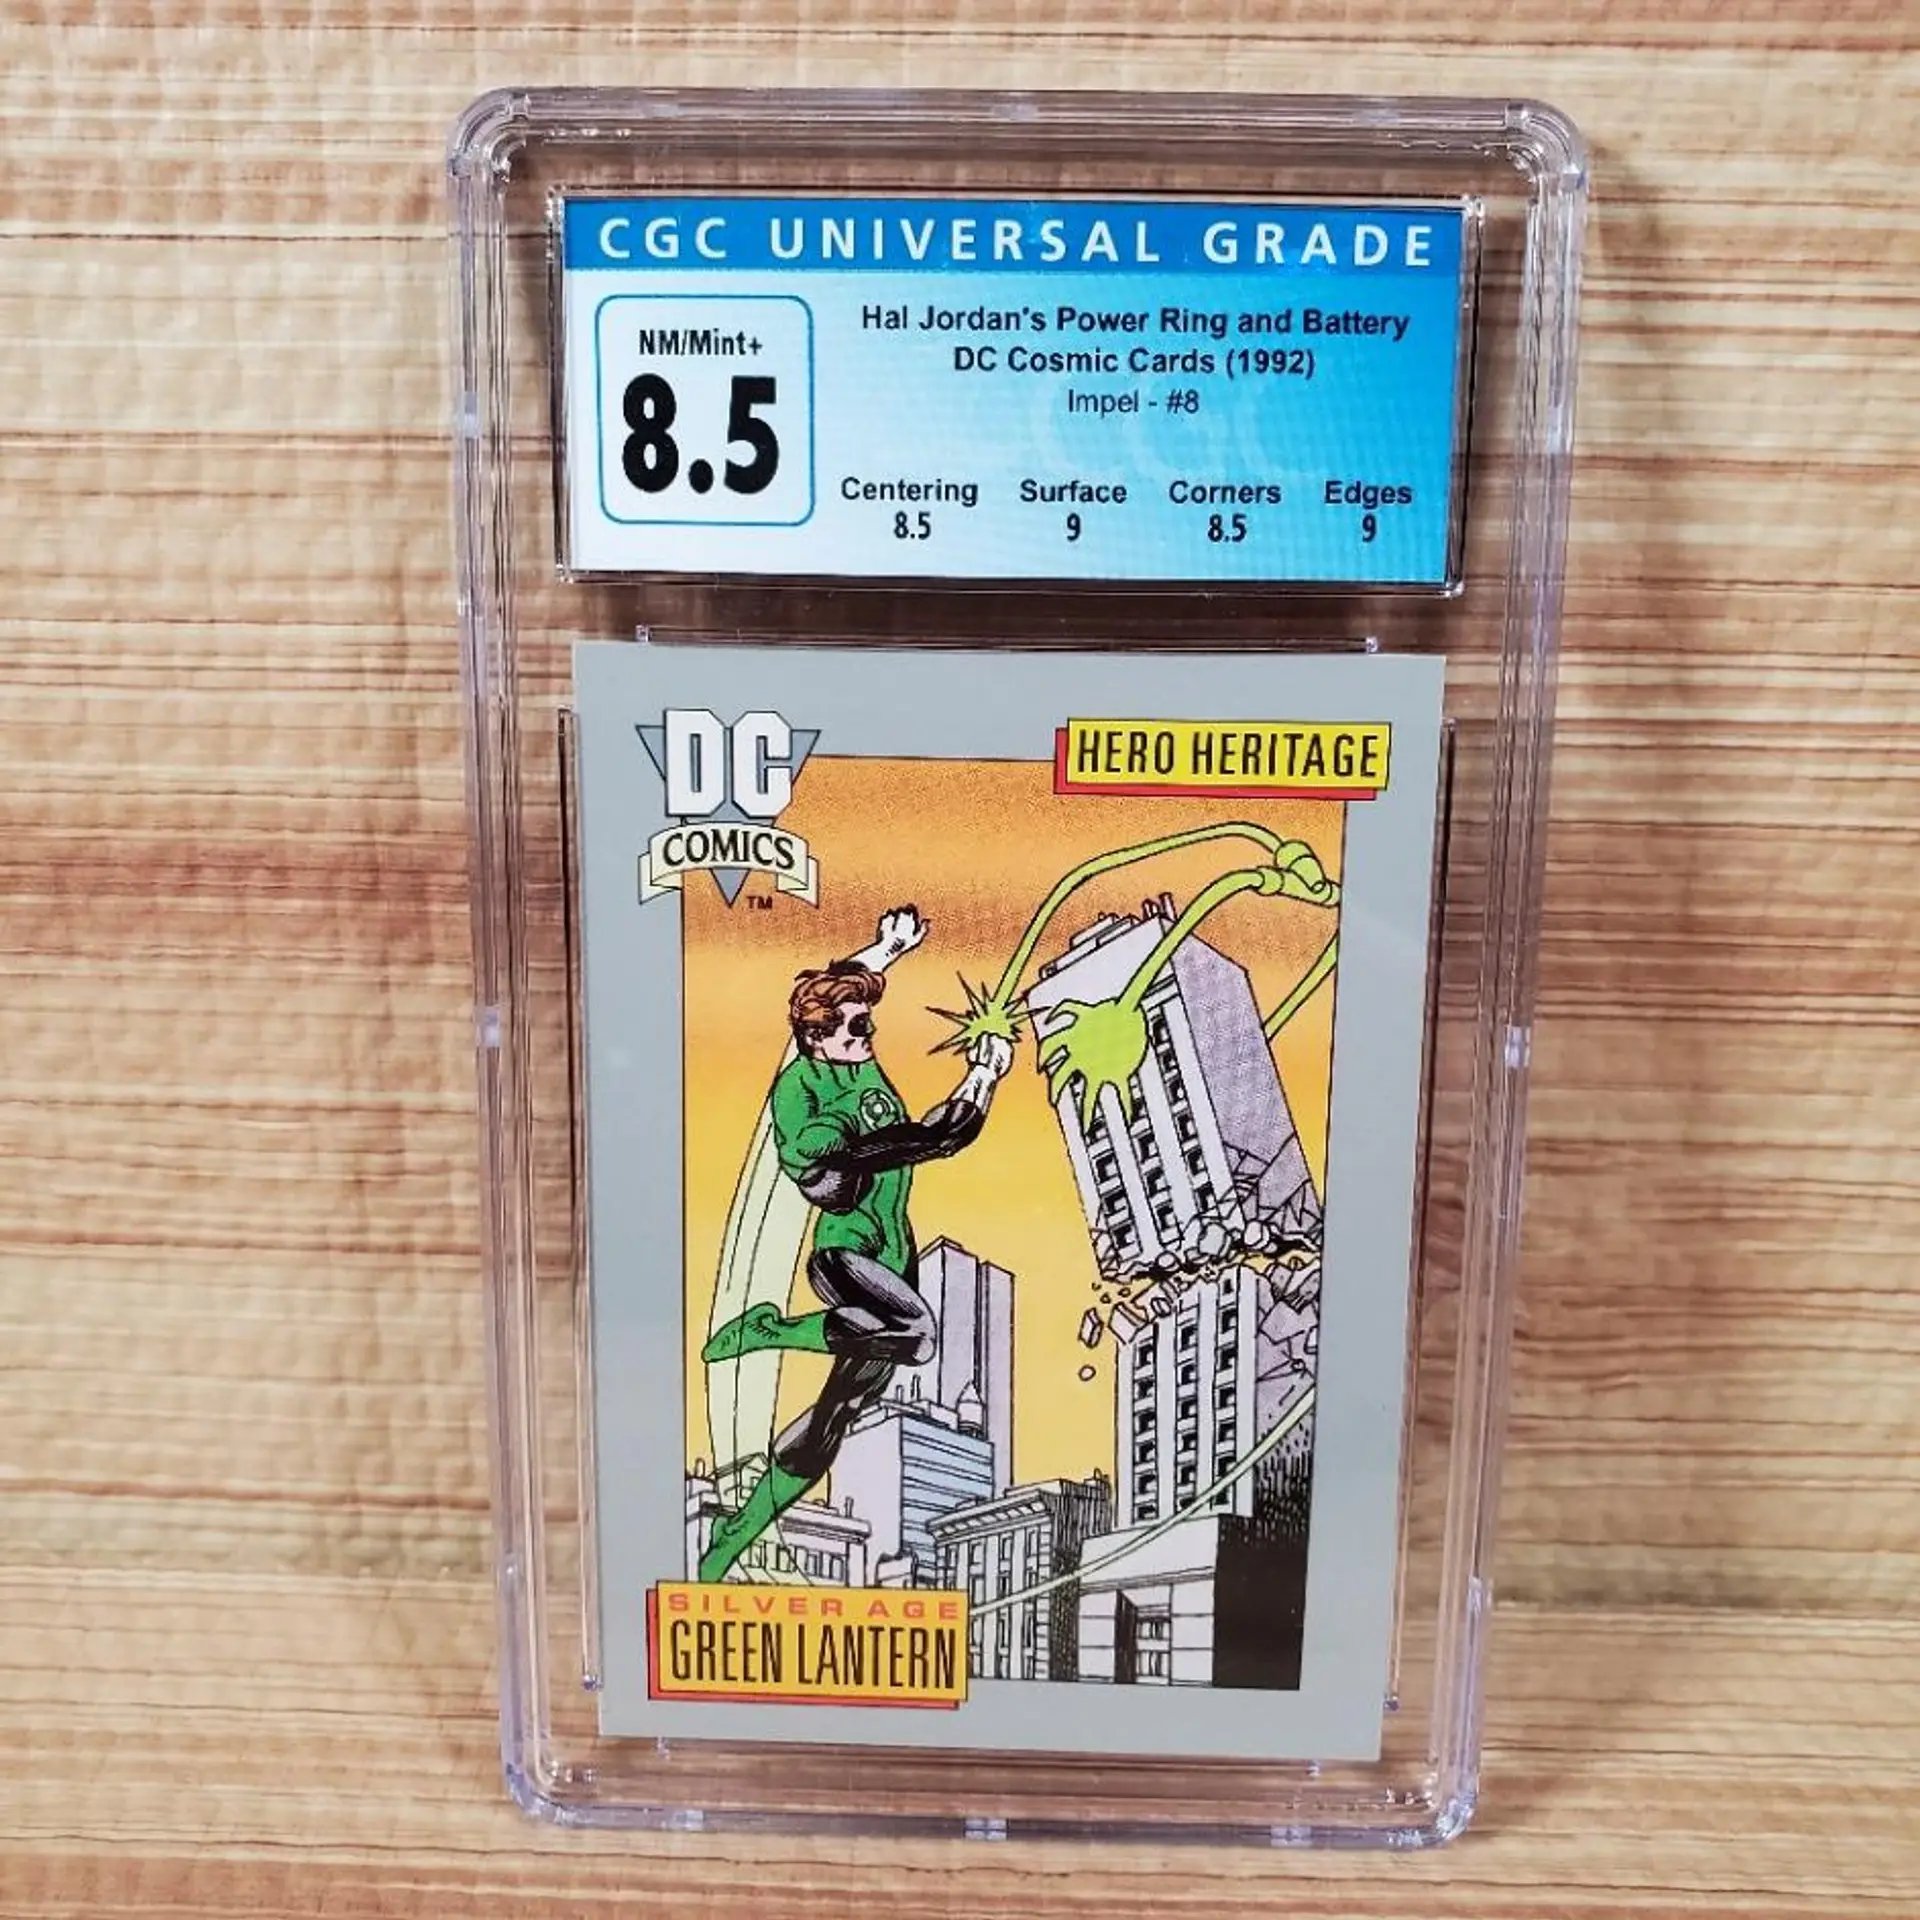 CGC UNIVERSAL GRADE
NM/Mint+
8.5
Hal Jordan's Power Ring and Battery
DC Cosmic Cards (1992)
Impel - #8
Centering Surface Corners Edges
8.5 9 8.5 9
DC
COMICS
TM
HERO HERITAGE
SILVER AGE
GREEN LANTERN